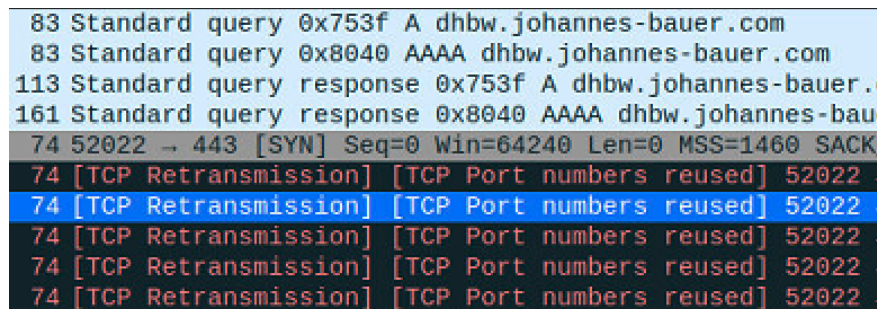 83 Standard query 0x753f A dhbw.johannes-bauer.com
83 Standard query 0x8040 AAAA dhbw.johannes-bauer.com
113 Standard query response 0x753f A dhbw.johannes-bauer.
161 Standard query response 0x8040 AAAA dhbw.johannes-bau
74 52022 → 443 [SYN] Seq=0 Win=64240 Len=0 MSS=1460 SACK
74 [TCP Retransmission] [TCP Port numbers reused] 52022
74 [TCP Retransmission] [TCP Port numbers reused] 52022
74 [TCP Retransmission] [TCP Port numbers reused] 52022
74 [TCP Retransmission] [TCP Port numbers reused] 52022
74 [TCP Retransmission] [TCP Port numbers reused] 52022